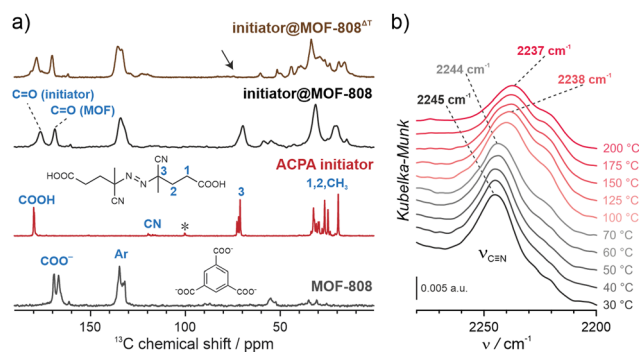 a)
initiator@MOF-808ΔT
C=O (initiator)
C=O (MOF)
initiator@MOF-808
HOOC
CN
N
N
3
2
1
COOH
CN
ACPA initiator
COOH
CN
*
3
1,2,CH3
COO–
Ar
COO–
–OOC
COO–
MOF-808
150
100
50
0
13C chemical shift / ppm
b)
Kubelka-Munk
2237 cm-1
2244 cm-1
2238 cm-1
2245 cm-1
200 °C
175 °C
150 °C
125 °C
100 °C
70 °C
60 °C
50 °C
40 °C
30 °C
νC≡N
0.005 a.u.
2250
2200
ν / cm-1